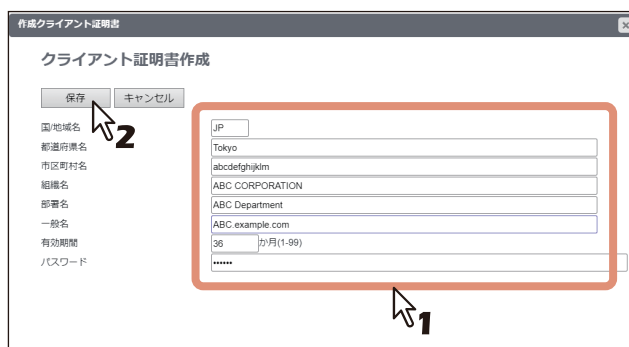 作成クライアント証明書
クライアント証明書作成
保存 キャンセル
2
国/地域名 JP
都道府県名 Tokyo
市区町村名 abcdefghijklm
組織名 ABC CORPORATION
部署名 ABC Department
一般名 ABC.example.com
有効期間 36 か月(1-99)
パスワード ••••••
1